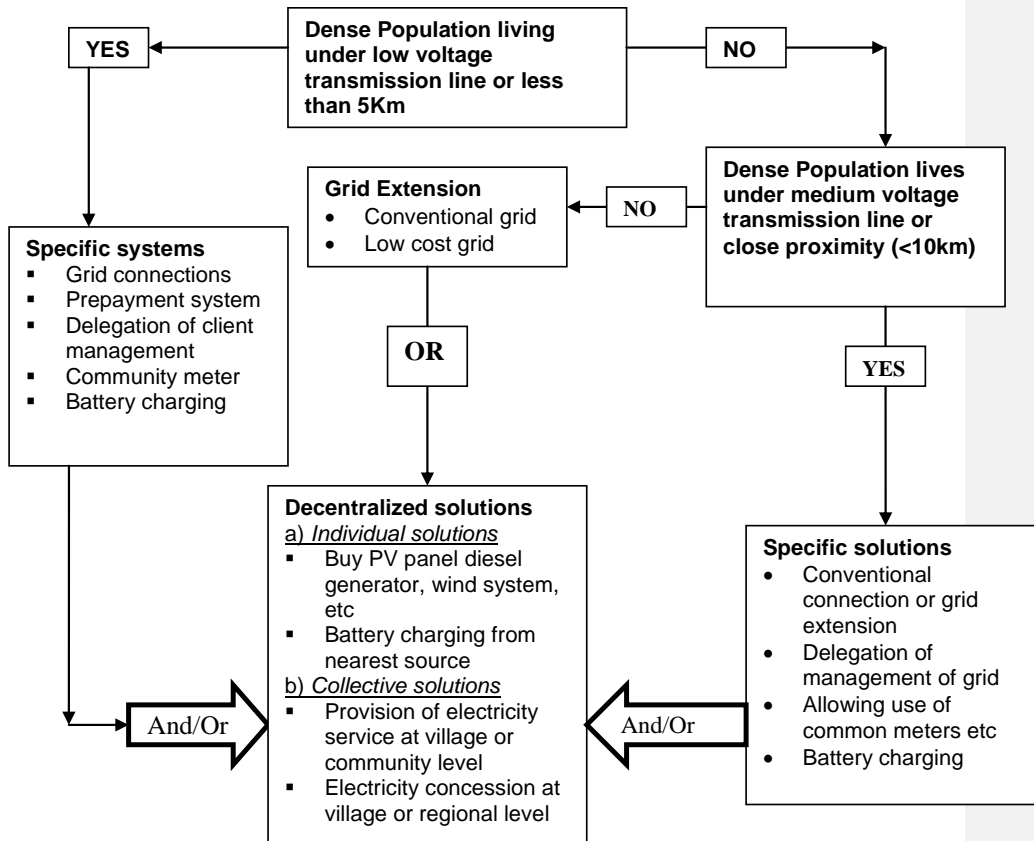 YES
Dense Population living
under low voltage
transmission line or less
than 5Km
NO
Grid Extension
• Conventional grid
• Low cost grid
NO
Dense Population lives
under medium voltage
transmission line or
close proximity (<10km)
Specific systems
▪ Grid connections
▪ Prepayment system
▪ Delegation of client
management
▪ Community meter
▪ Battery charging
OR
YES
Decentralized solutions
a) Individual solutions
▪ Buy PV panel diesel
generator, wind system,
etc
▪ Battery charging from
nearest source
b) Collective solutions
▪ Provision of electricity
service at village or
community level
▪ Electricity concession at
village or regional level
Specific solutions
• Conventional
connection or grid
extension
• Delegation of
management of grid
• Allowing use of
common meters etc
• Battery charging
And/Or
And/Or